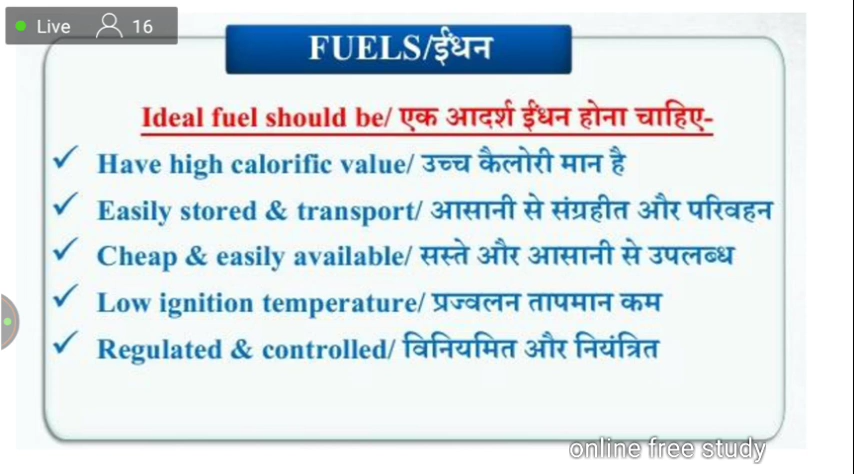 Live 16
FUELS/ईंधन
Ideal fuel should be/ एक आदर्श ईंधन होना चाहिए-
✓ Have high calorific value/ उच्च कैलोरी मान है
✓ Easily stored & transport/ आसानी से संग्रहीत और परिवहन
✓ Cheap & easily available/ सस्ते और आसानी से उपलब्ध
✓ Low ignition temperature/ प्रज्वलन तापमान कम
✓ Regulated & controlled/ विनियमित और नियंत्रित
online free study